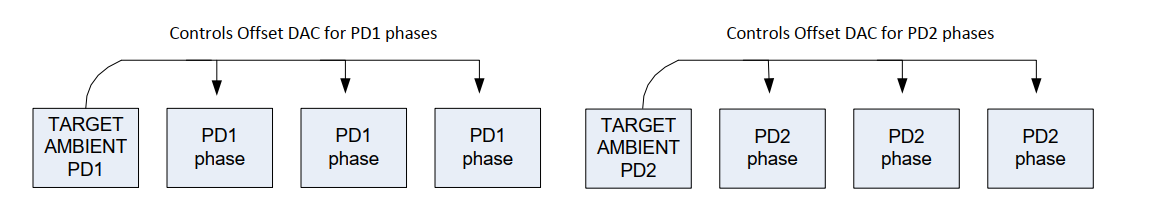 Controls Offset DAC for PD1 phases
TARGET
AMBIENT
PD1
PD1
phase
PD1
phase
PD1
phase
Controls Offset DAC for PD2 phases
TARGET
AMBIENT
PD2
PD2
phase
PD2
phase
PD2
phase